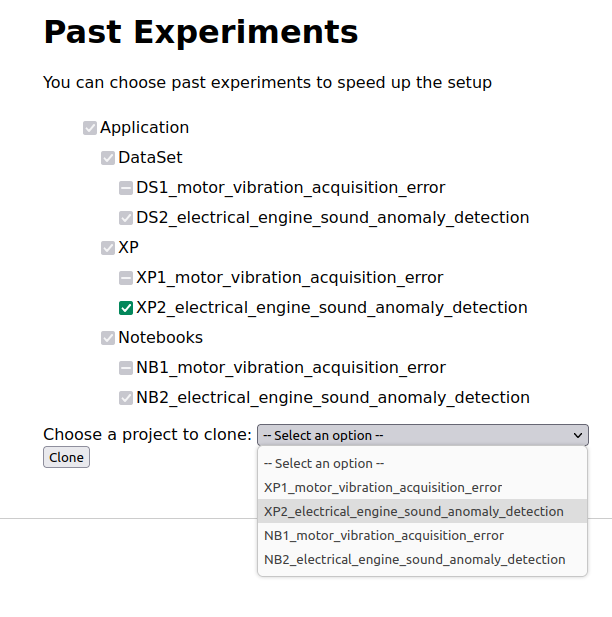 Past Experiments
You can choose past experiments to speed up the setup
Application
DataSet
DS1_motor_vibration_acquisition_error
DS2_electrical_engine_sound_anomaly_detection
XP
XP1_motor_vibration_acquisition_error
XP2_electrical_engine_sound_anomaly_detection
Notebooks
NB1_motor_vibration_acquisition_error
NB2_electrical_engine_sound_anomaly_detection
Choose a project to clone: -- Select an option --
Clone
-- Select an option --
XP1_motor_vibration_acquisition_error
XP2_electrical_engine_sound_anomaly_detection
NB1_motor_vibration_acquisition_error
NB2_electrical_engine_sound_anomaly_detection